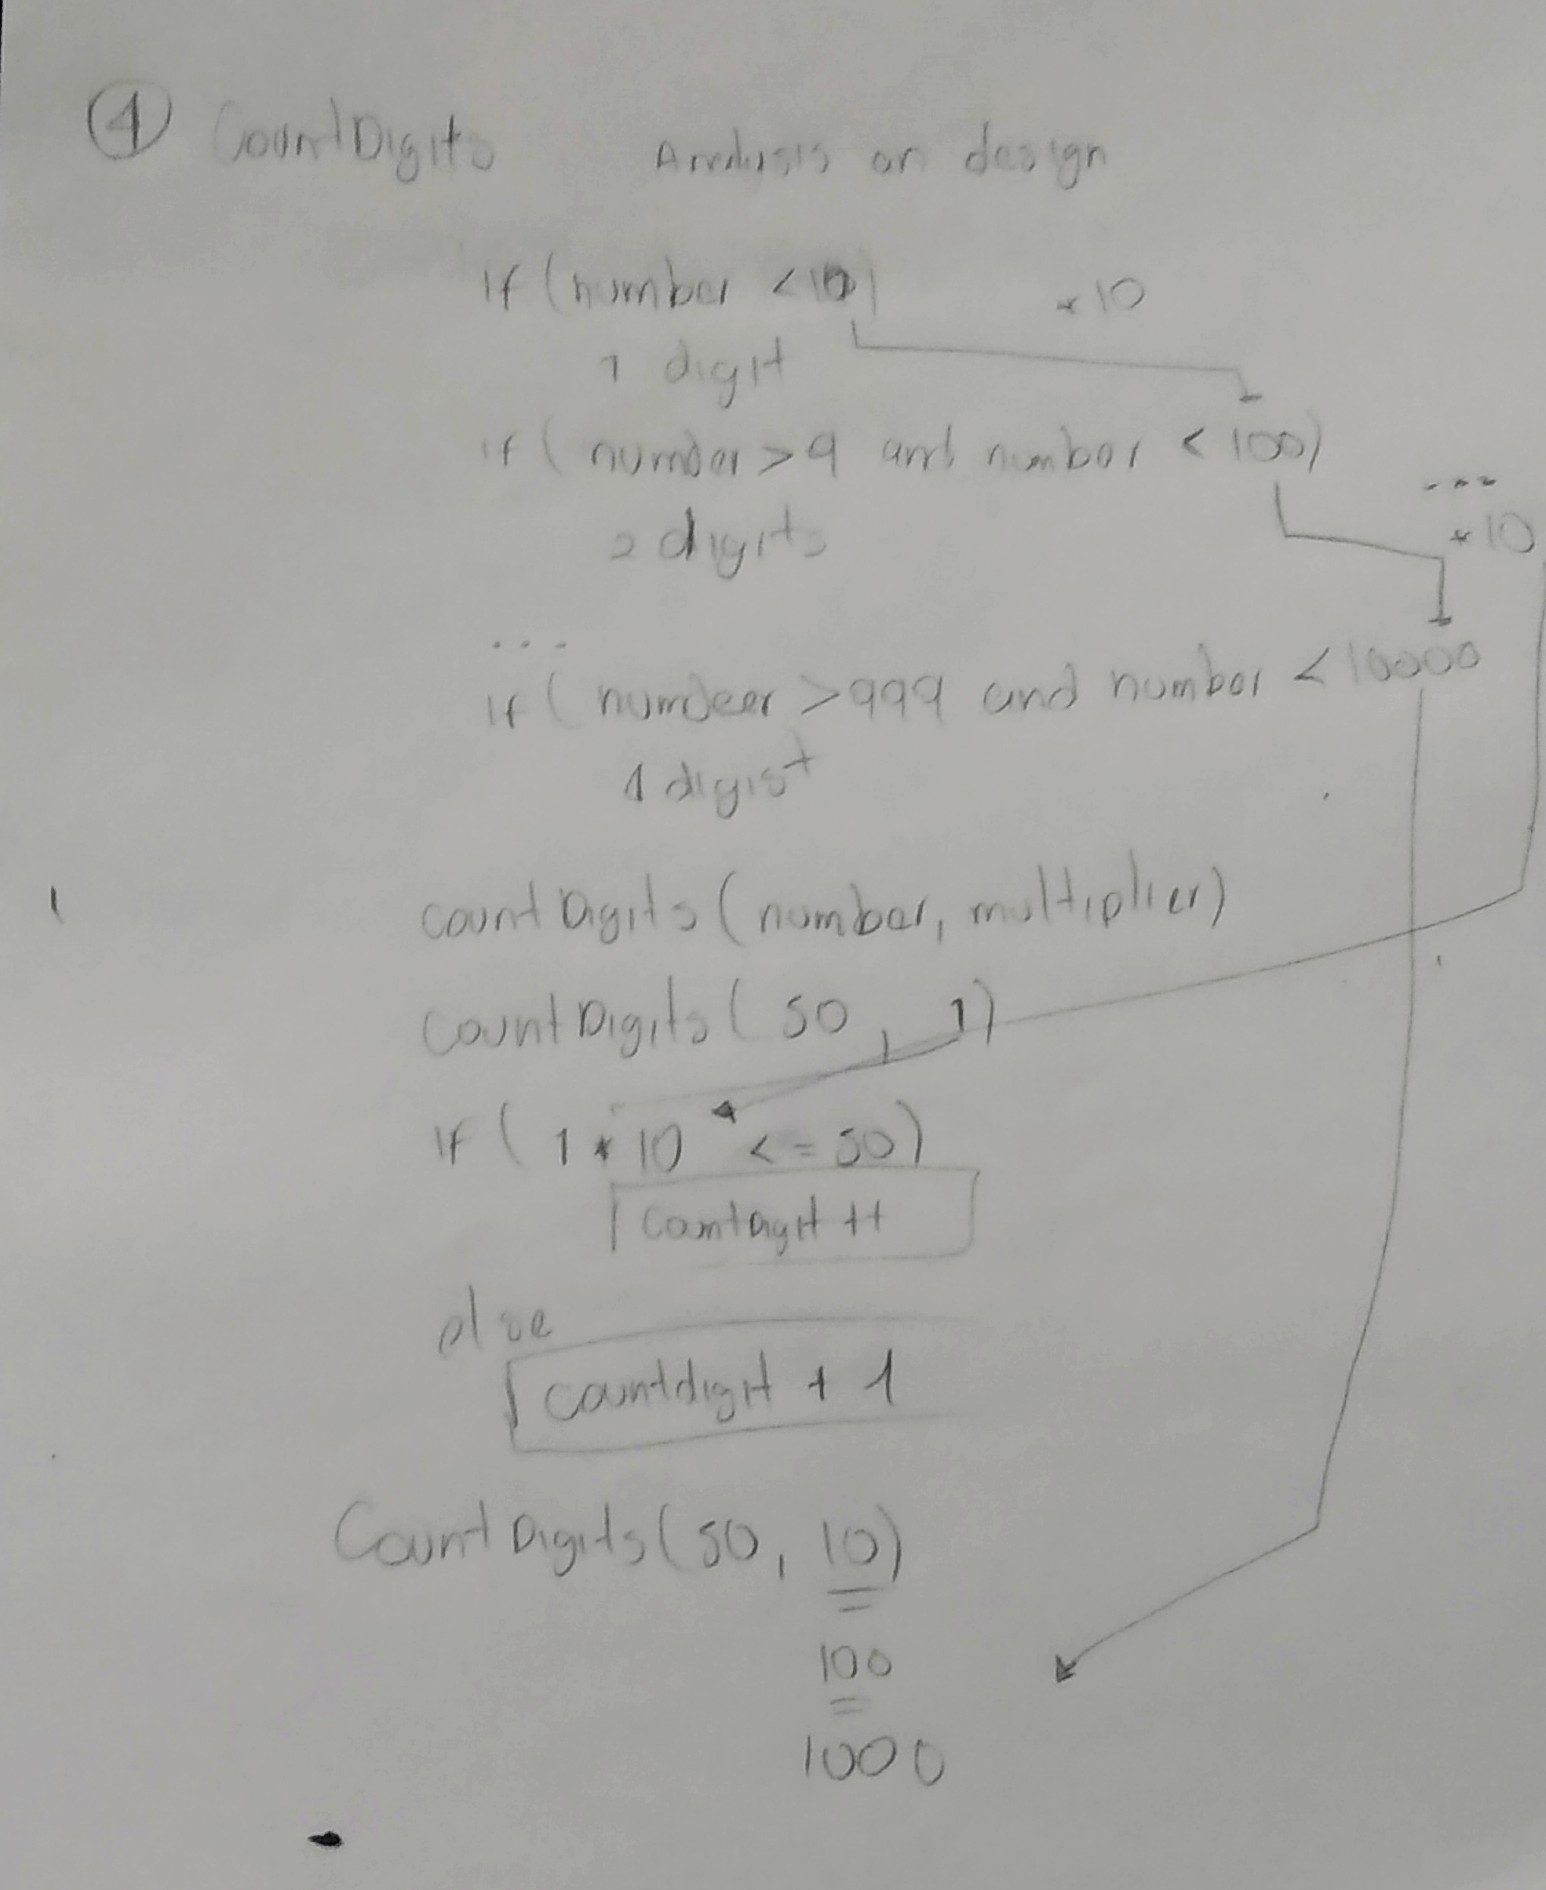 ④ CountDigits Analysis on design
if (number < 10) * 10
1 digit
if ( number > 9 and number < 100)
2 digits
... * 10
...
if ( number > 999 and number < 10000
4 digist
countDigits (number, multiplier)
CountDigits ( 50, 1)
if ( 1 * 10 <= 50)
countDigit ++
else
countdigit + 1
CountDigits (50, 10)
100
1000